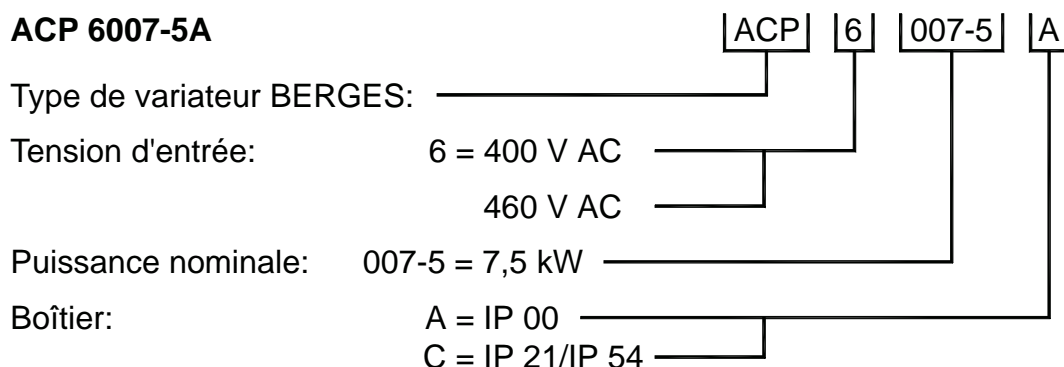 ACP 6007-5A ACP 6 007-5 A
Type de variateur BERGES:
Tension d'entrée: 6 = 400 V AC
460 V AC
Puissance nominale: 007-5 = 7,5 kW
Boîtier: A = IP 00
C = IP 21/IP 54